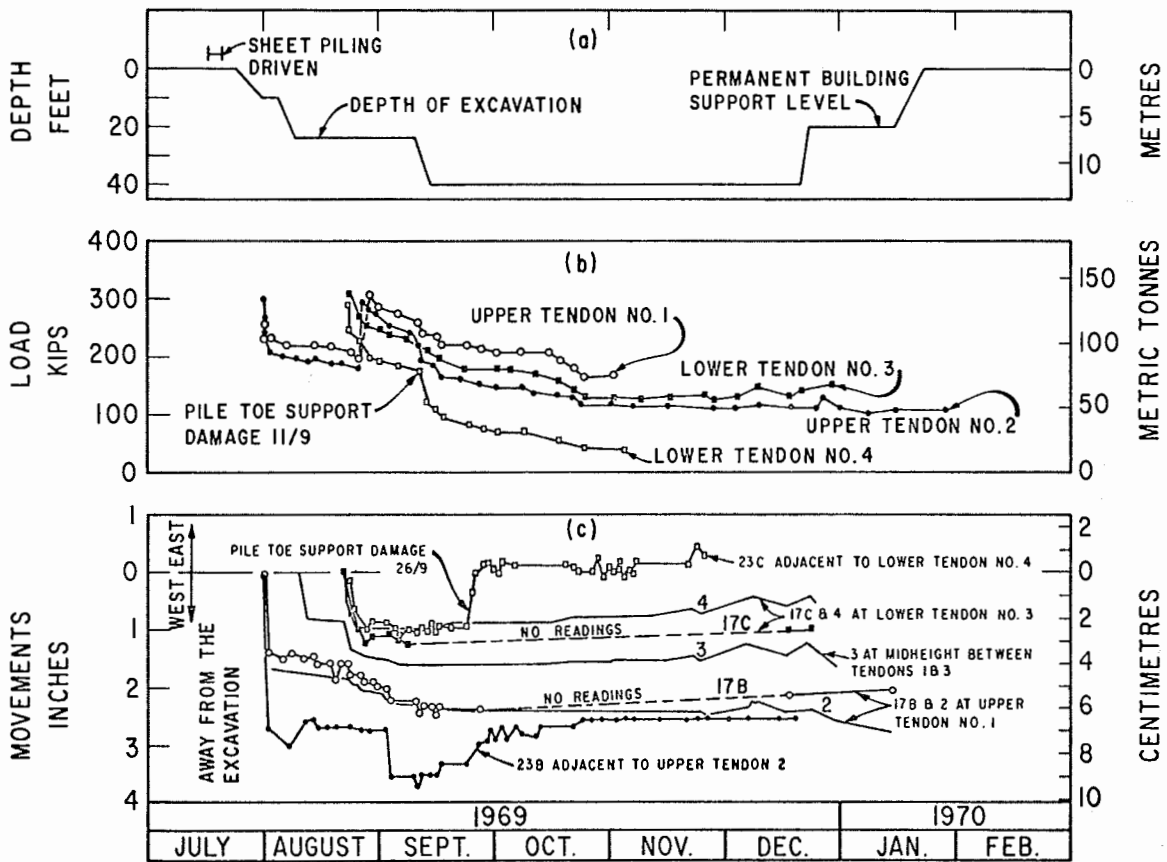 (a)
SHEET PILING
DRIVEN
DEPTH OF EXCAVATION
PERMANENT BUILDING
SUPPORT LEVEL
DEPTH
FEET
0
20
40
0
5
10
METRES
(b)
400
300
200
100
0
LOAD
KIPS
UPPER TENDON NO. 1
LOWER TENDON NO. 3
UPPER TENDON NO. 2
PILE TOE SUPPORT
DAMAGE 11/9
LOWER TENDON NO. 4
150
100
50
0
METRIC TONNES
(c)
1
0
1
2
3
4
MOVEMENTS
INCHES
WEST EAST
AWAY FROM THE
EXCAVATION
PILE TOE SUPPORT DAMAGE
26/9
23C ADJACENT TO LOWER TENDON NO. 4
4
17C & 4 AT LOWER TENDON NO. 3
NO READINGS
17C
3
3 AT MIDHEIGHT BETWEEN
TENDONS 1&3
NO READINGS
17B
2
17B & 2 AT UPPER
TENDON NO. 1
23B ADJACENT TO UPPER TENDON 2
2
0
2
4
6
8
10
CENTIMETRES
1969
1970
JULY
AUGUST
SEPT.
OCT.
NOV.
DEC.
JAN.
FEB.